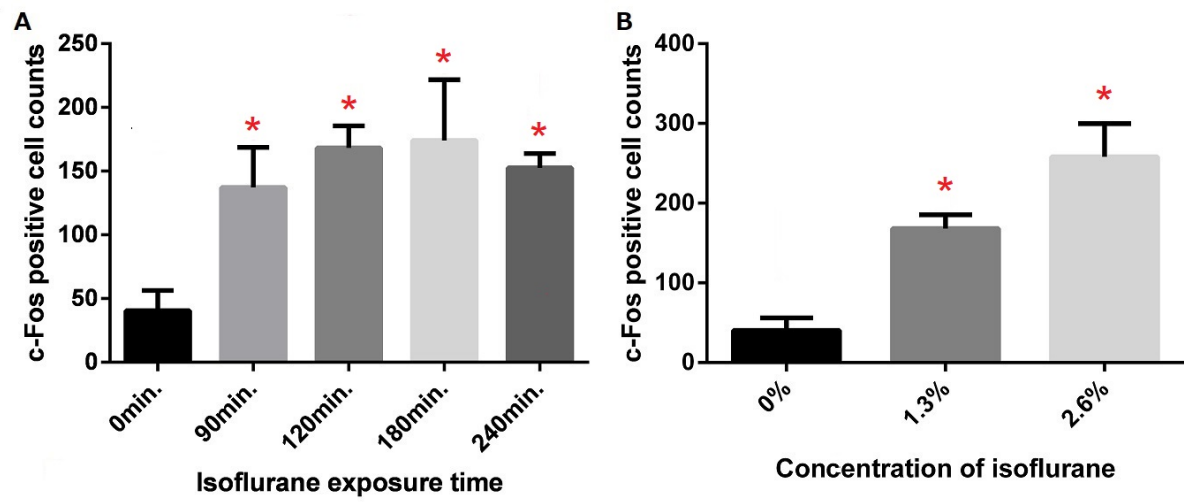 A
c-Fos positive cell counts
250
200
150
100
50
0
*
*
*
*
0min.
90min.
120min.
180min.
240min.
Isoflurane exposure time
B
c-Fos positive cell counts
400
300
200
100
0
*
*
0%
1.3%
2.6%
Concentration of isoflurane